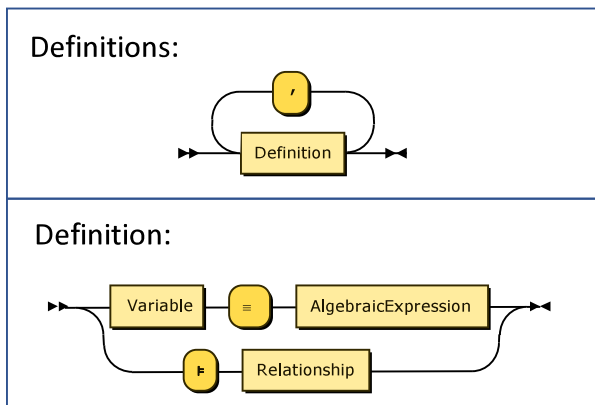 Definitions:
,
Definition
Definition:
Variable ≡ AlgebraicExpression
⊧ Relationship